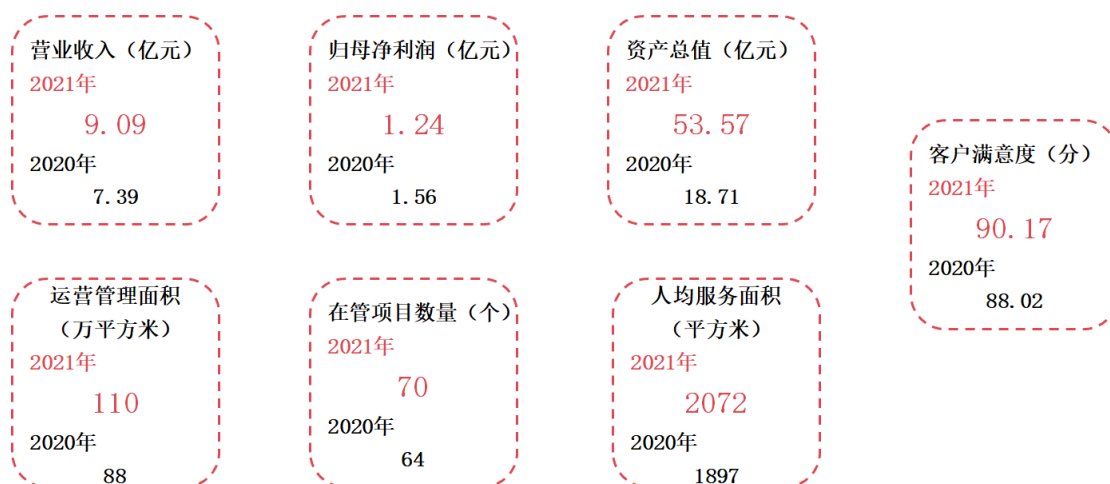 营业收入（亿元）
2021年
9.09
2020年
7.39
归母净利润（亿元）
2021年
1.24
2020年
1.56
资产总值（亿元）
2021年
53.57
2020年
18.71
客户满意度（分）
2021年
90.17
2020年
88.02
运营管理面积
（万平方米）
2021年
110
2020年
88
在管项目数量（个）
2021年
70
2020年
64
人均服务面积
（平方米）
2021年
2072
2020年
1897